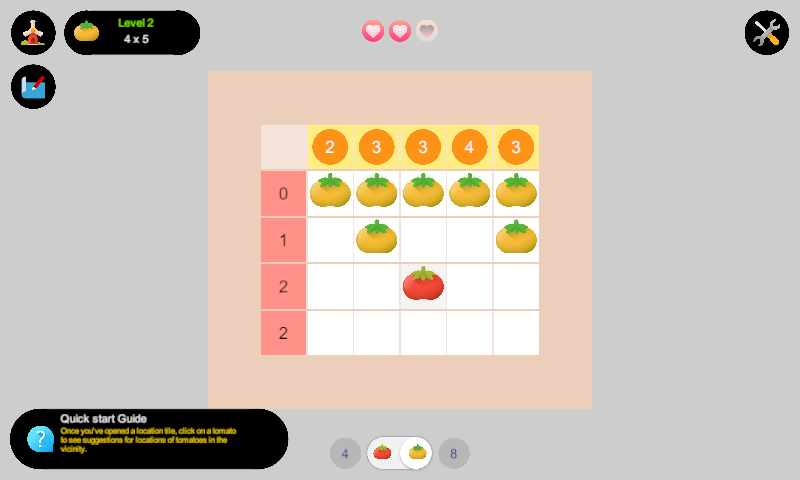 Level 2
4 x 5
2 3 3 4 3
0
1
2
2
Quick start Guide
Once you've opened a location tile, click on a tomato
to see suggestions for locations of tomatoes in the
vicinity.
?
4
8